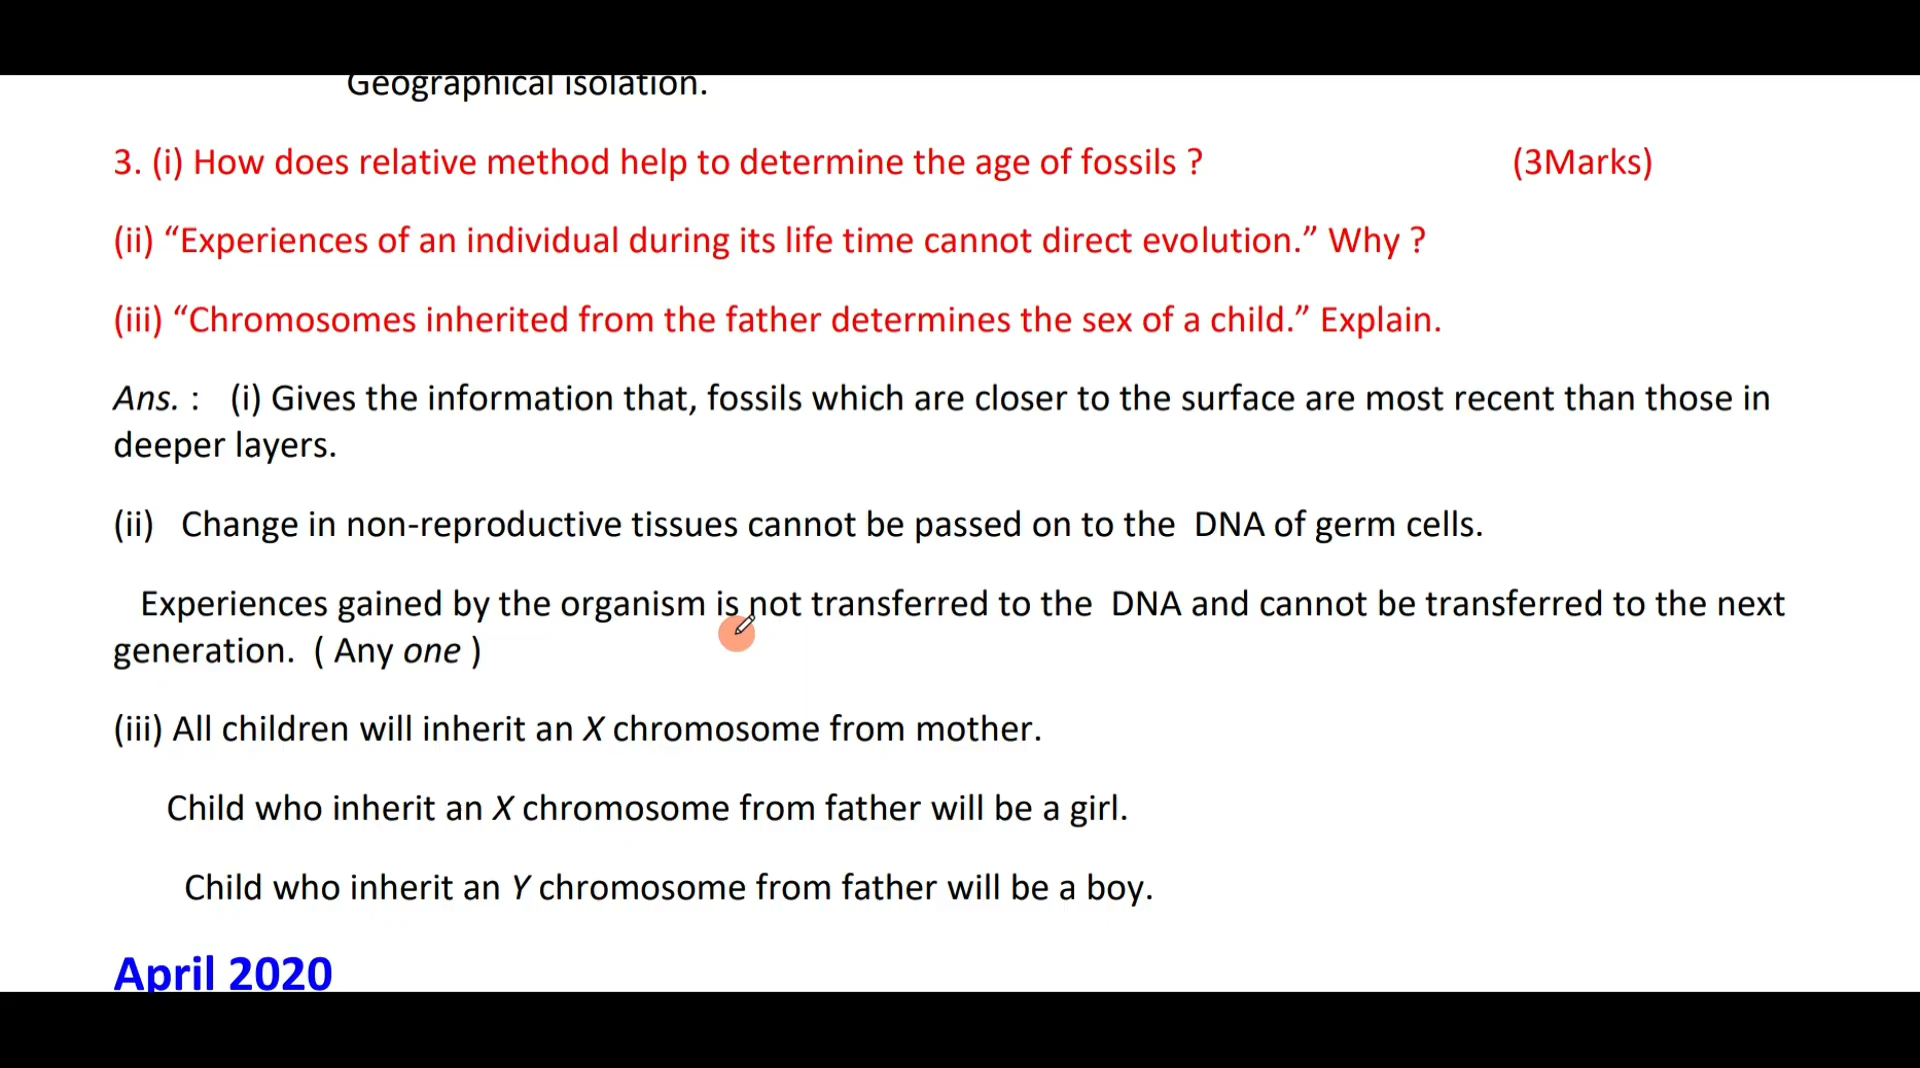 Geographical isolation.
3. (i) How does relative method help to determine the age of fossils ? (3Marks)
(ii) “Experiences of an individual during its life time cannot direct evolution.” Why ?
(iii) “Chromosomes inherited from the father determines the sex of a child.” Explain.
Ans. : (i) Gives the information that, fossils which are closer to the surface are most recent than those in
deeper layers.
(ii) Change in non-reproductive tissues cannot be passed on to the DNA of germ cells.
Experiences gained by the organism is not transferred to the DNA and cannot be transferred to the next
generation. ( Any one )
(iii) All children will inherit an X chromosome from mother.
Child who inherit an X chromosome from father will be a girl.
Child who inherit an Y chromosome from father will be a boy.
April 2020